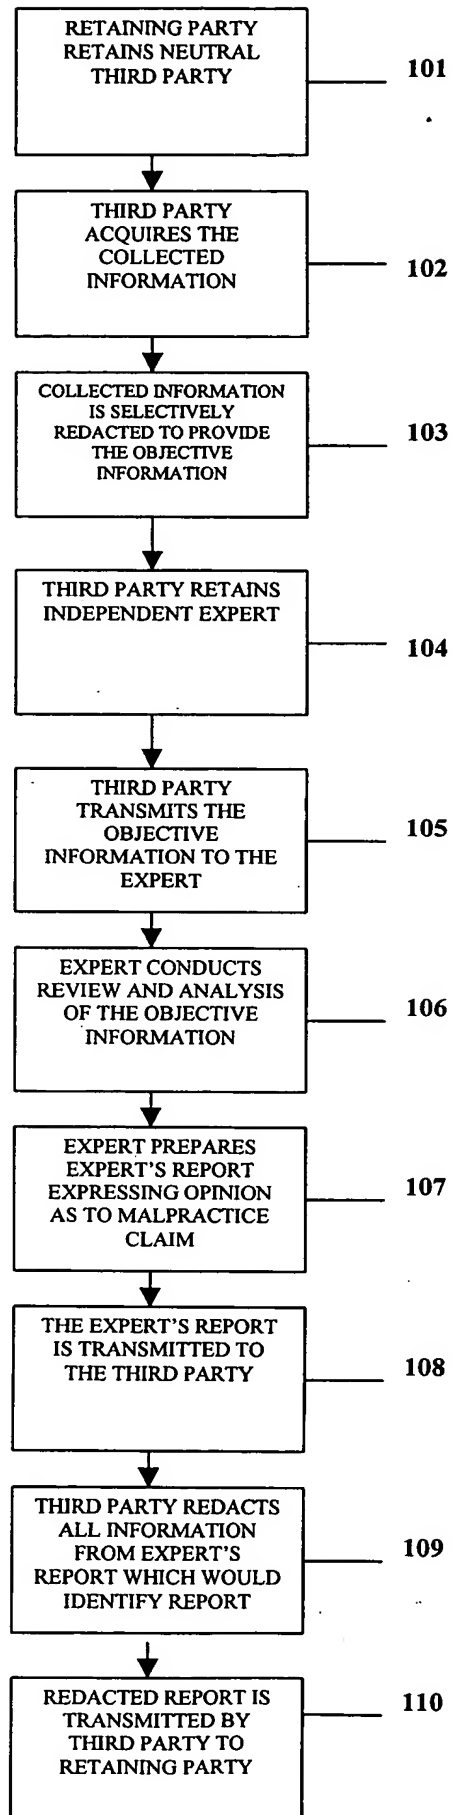 RETAINING PARTY
RETAINS NEUTRAL
THIRD PARTY
101
THIRD PARTY
ACQUIRES THE
COLLECTED
INFORMATION
102
COLLECTED INFORMATION
IS SELECTIVELY
REDACTED TO PROVIDE
THE OBJECTIVE
INFORMATION
103
THIRD PARTY RETAINS
INDEPENDENT EXPERT
104
THIRD PARTY
TRANSMITS THE
OBJECTIVE
INFORMATION TO THE
EXPERT
105
EXPERT CONDUCTS
REVIEW AND ANALYSIS
OF THE OBJECTIVE
INFORMATION
106
EXPERT PREPARES
EXPERT'S REPORT
EXPRESSING OPINION
AS TO MALPRACTICE
CLAIM
107
THE EXPERT'S REPORT
IS TRANSMITTED TO
THE THIRD PARTY
108
THIRD PARTY REDACTS
ALL INFORMATION
FROM EXPERT'S
REPORT WHICH WOULD
IDENTIFY REPORT
109
REDACTED REPORT IS
TRANSMITTED BY
THIRD PARTY TO
RETAINING PARTY
110